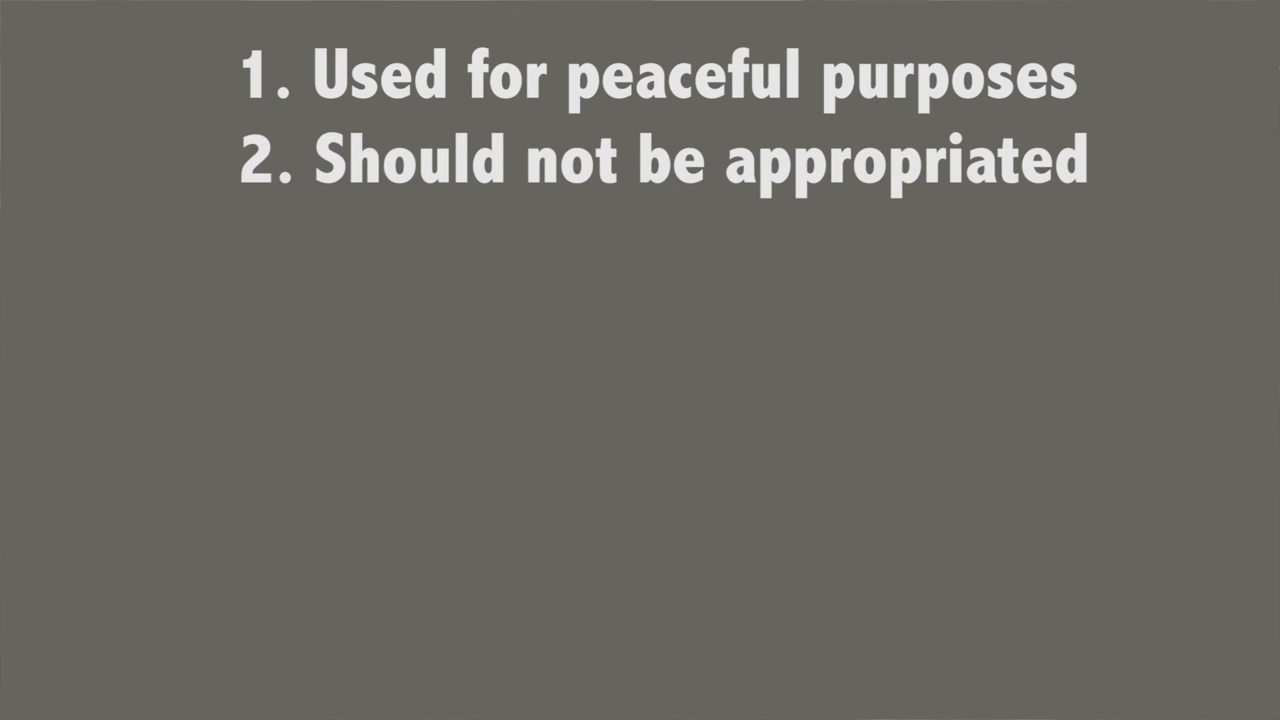 1. Used for peaceful purposes
2. Should not be appropriated